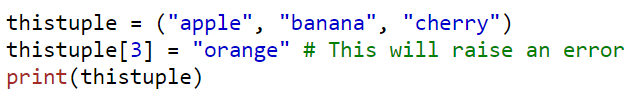 thistuple = ("apple", "banana", "cherry")
thistuple[3] = "orange" # This will raise an error
print(thistuple)